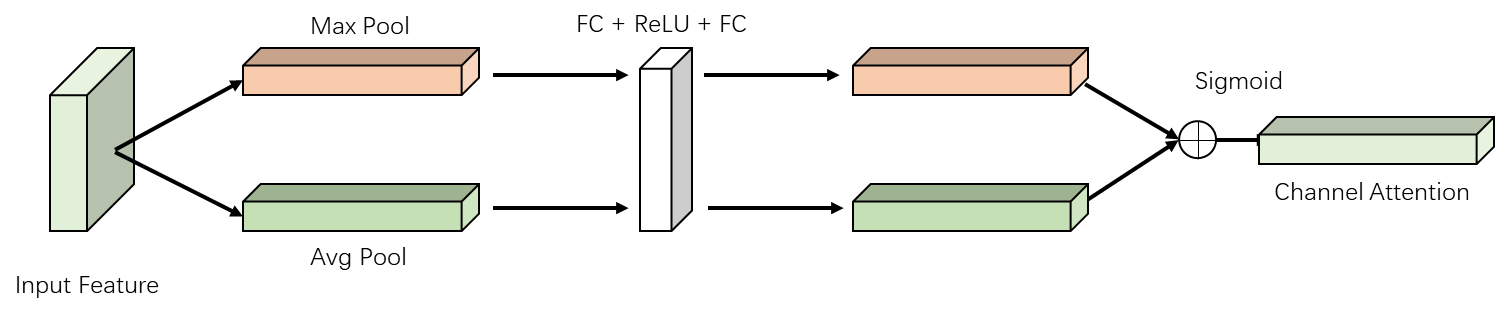 Max Pool
FC + ReLU + FC
Sigmoid
Channel Attention
Avg Pool
Input Feature